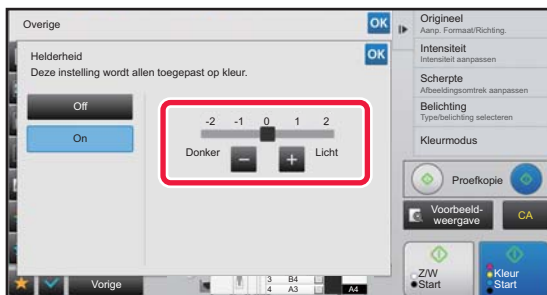 Overige
OK
Helderheid
OK
Deze instelling wordt allen toegepast op kleur.
Off
On
-2 -1 0 1 2
Donker
Licht
Origineel
Aanp. Formaat/Richting.
Intensiteit
Intensiteit aanpassen
Scherpte
Afbeeldingsomtrek aanpassen
Belichting
Type/belichting selecteren
Kleurmodus
Proefkopie
Voorbeeld-
weergave
CA
Z/W
Start
Kleur
Start
Vorige
3 B4
4 A3
A4